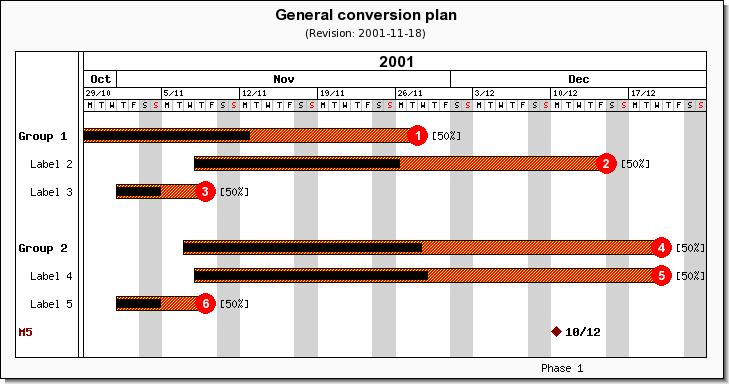 General conversion plan
(Revision: 2001-11-18)
2001
Oct Nov Dec
29/10 5/11 12/11 19/11 26/11 3/12 10/12 17/12
M T W T F S S M T W T F S S M T W T F S S M T W T F S S M T W T F S S M T W T F S S M T W T F S S M T W T F S S
Group 1 1 [50%]
Label 2 2 [50%]
Label 3 3 [50%]
Group 2 4 [50%]
Label 4 5 [50%]
Label 5 6 [50%]
M5 10/12
Phase 1